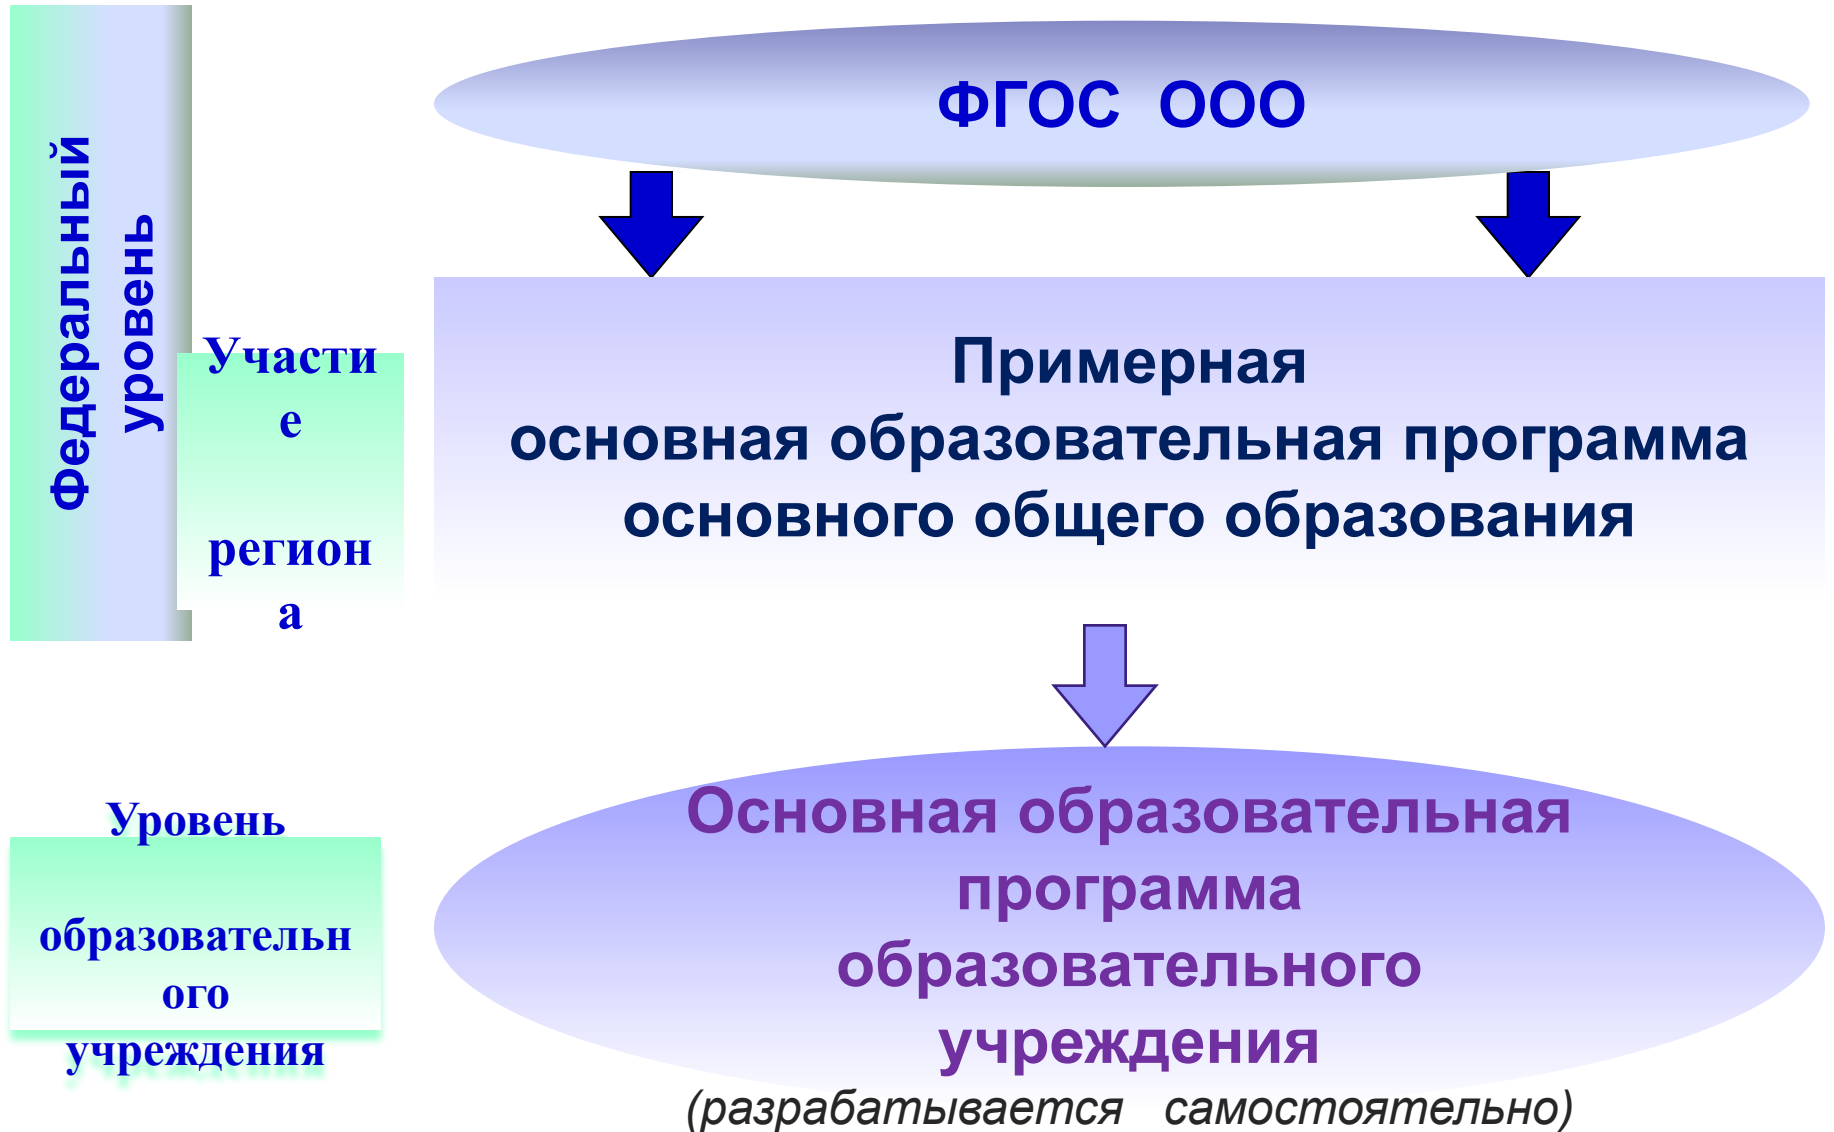 Федеральный
уровень
ФГОС ООО
Участи
е
регион
а
Примерная
основная образовательная программа
основного общего образования
Уровень
образовательн
ого
учреждения
Основная образовательная
программа
образовательного
учреждения
(разрабатывается самостоятельно)